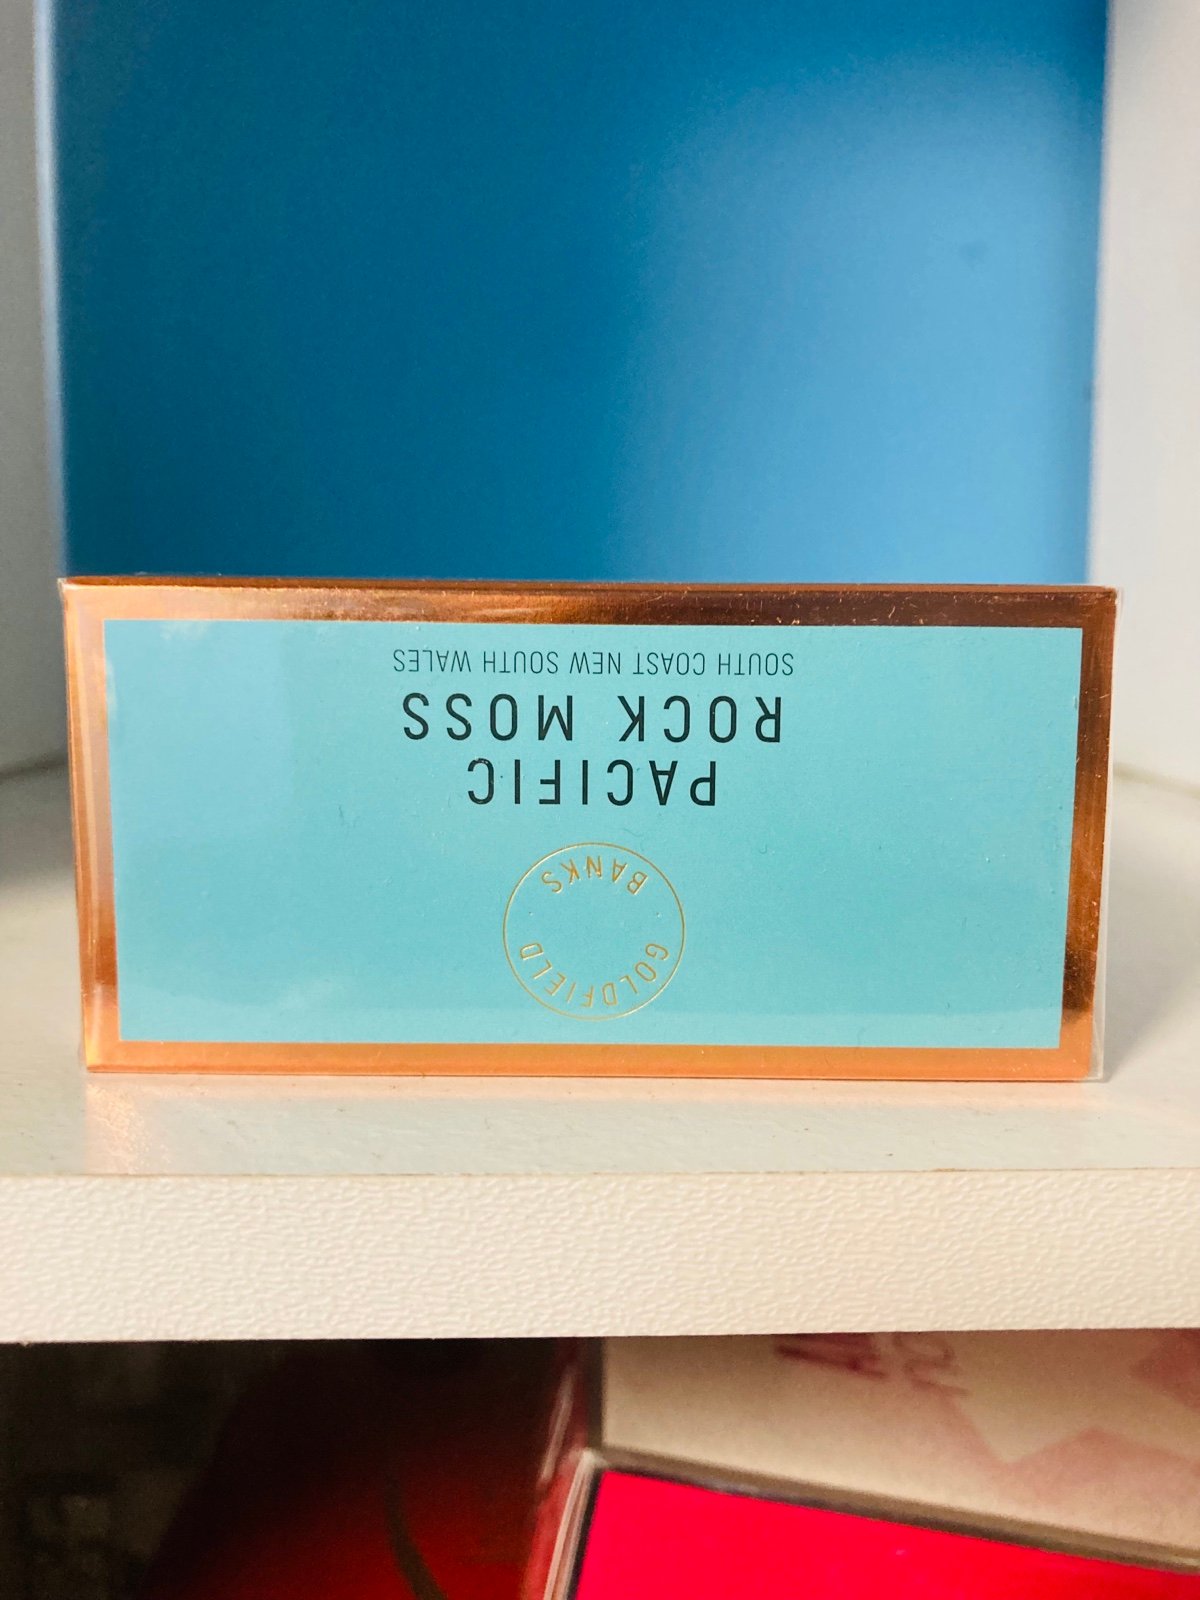 GOLDFIELD
BANKS
PACIFIC
ROCK MOSS
SOUTH COAST NEW SOUTH WALES